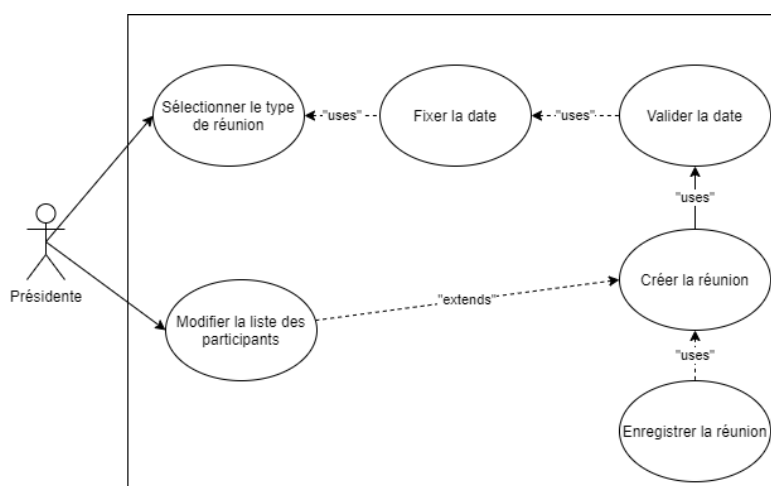 Sélectionner le type
de réunion
"uses"
Fixer la date
"uses"
Valider la date
"uses"
Présidente
Modifier la liste des
participants
"extends"
Créer la réunion
"uses"
Enregistrer la réunion